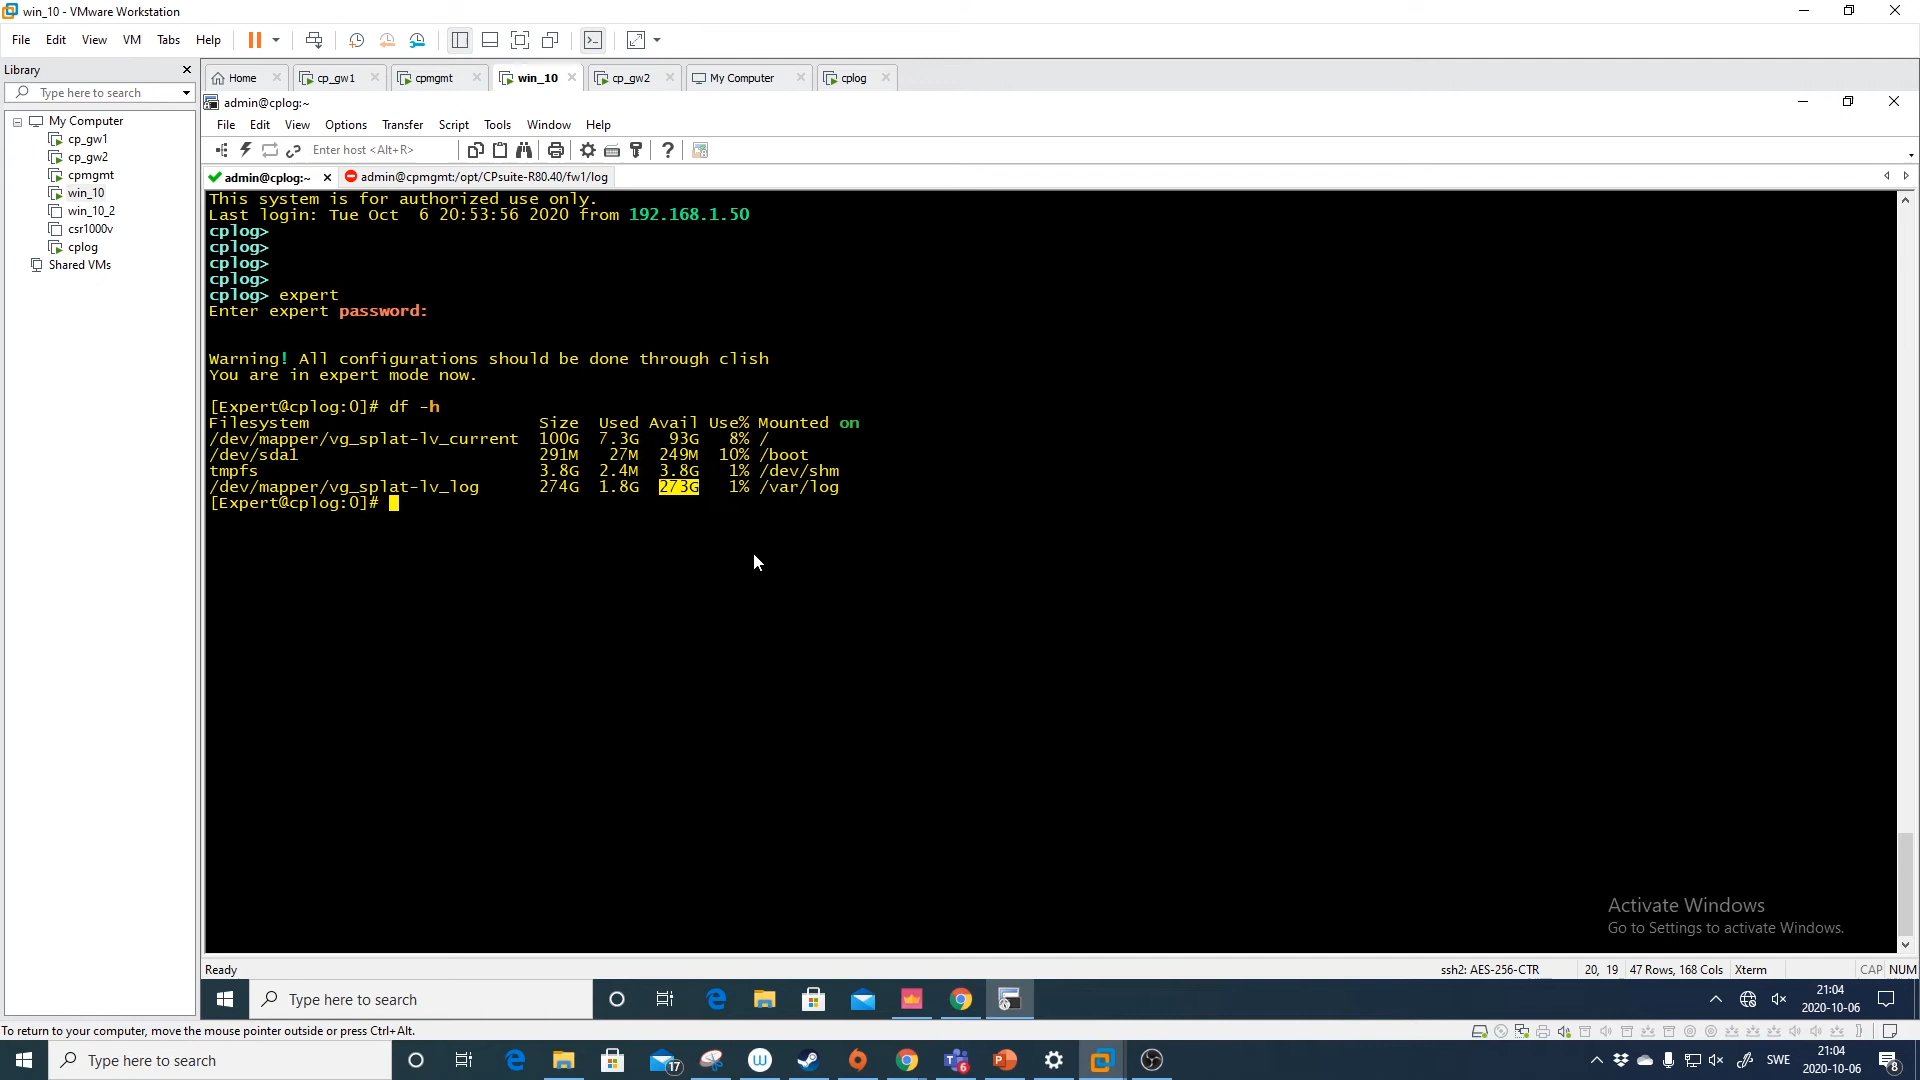 win_10 - VMware Workstation
File Edit View VM Tabs Help
Library
Type here to search
My Computer
cp_gw1
cp_gw2
cpmgmt
win_10
win_10_2
csr1000v
cplog
Shared VMs
Home cp_gw1 cpmgmt win_10 cp_gw2 My Computer cplog
admin@cplog:~
File Edit View Options Transfer Script Tools Window Help
Enter host <Alt+R>
admin@cplog:~ admin@cpmgmt:/opt/CPsuite-R80.40/fw1/log
This system is for authorized use only.
Last login: Tue Oct  6 20:53:56 2020 from 192.168.1.50
cplog>
cplog>
cplog>
cplog>
cplog> expert
Enter expert password:
Warning! All configurations should be done through clish
You are in expert mode now.
[Expert@cplog:0]# df -h
Filesystem Size Used Avail Use% Mounted on
/dev/mapper/vg_splat-lv_current 100G 7.3G 93G 8% /
/dev/sda1 291M 27M 249M 10% /boot
tmpfs 3.8G 2.4M 3.8G 1% /dev/shm
/dev/mapper/vg_splat-lv_log 274G 1.8G 273G 1% /var/log
[Expert@cplog:0]#
Activate Windows
Go to Settings to activate Windows.
Ready ssh2: AES-256-CTR 20, 19 47 Rows, 168 Cols Xterm CAP NUM
Type here to search
21:04
2020-10-06
To return to your computer, move the mouse pointer outside or press Ctrl+Alt.
Type here to search
17
6
SWE
21:04
2020-10-06
8